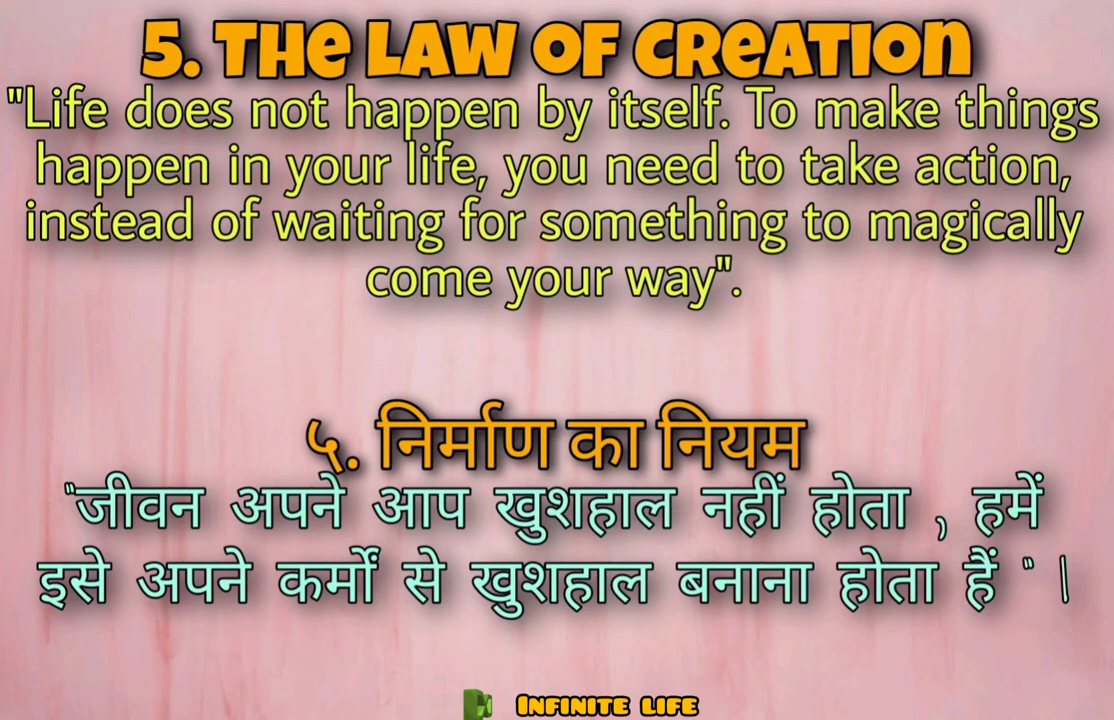 5. THe LAW OF CReATION
"Life does not happen by itself. To make things
happen in your life, you need to take action,
instead of waiting for something to magically
come your way".
५. निर्माण का नियम
"जीवन अपने आप खुशहाल नहीं होता , हमें
इसे अपने कर्मों से खुशहाल बनाना होता हैं " |
INFINITE LIFE